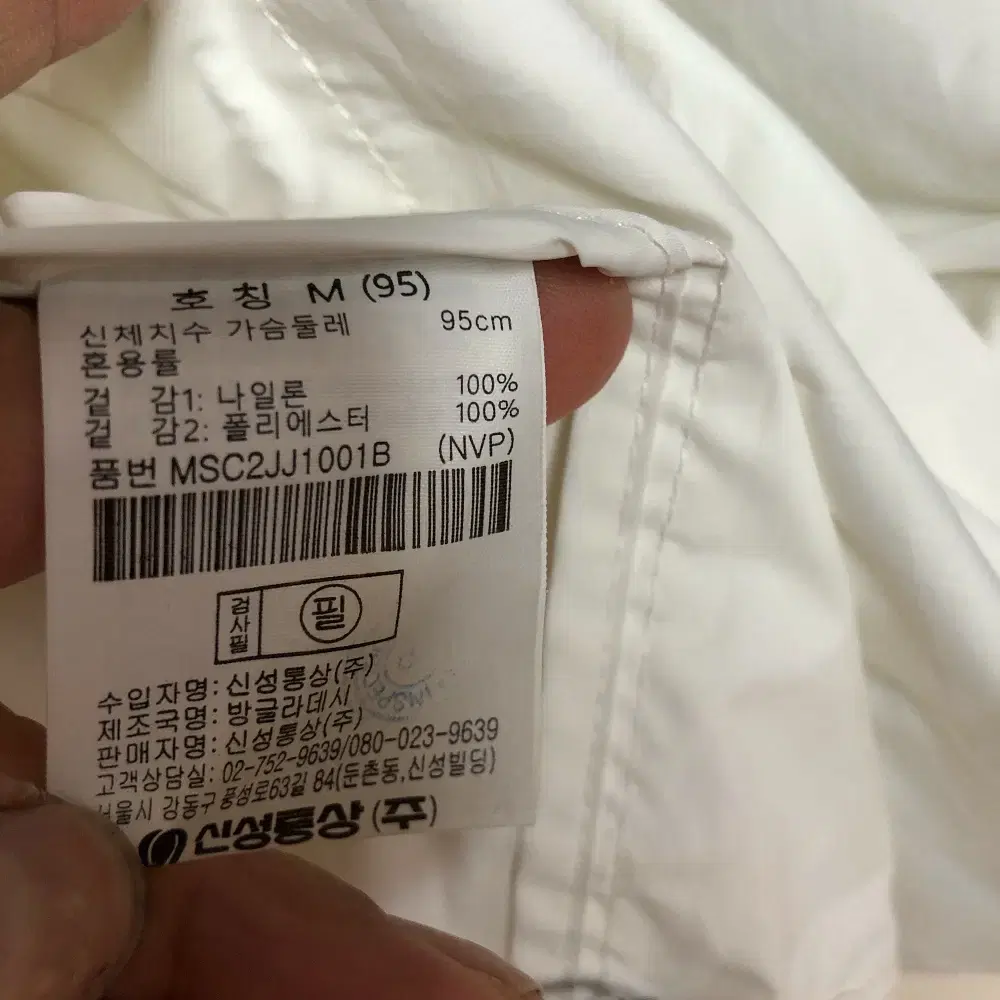 호 칭 M (95)
신체치수 가슴둘레 95cm
혼용률
겉 감1: 나일론 100%
겉 감2: 폴리에스터 100%
품번 MSC2JJ1001B (NVP)
검사필 필
수입자명: 신성통상(주)
제조국명: 방글라데시
판매자명: 신성통상(주)
고객상담실: 02-752-9639/080-023-9639
서울시 강동구 풍성로63길 84(둔촌동,신성빌딩)
신성통상(주)